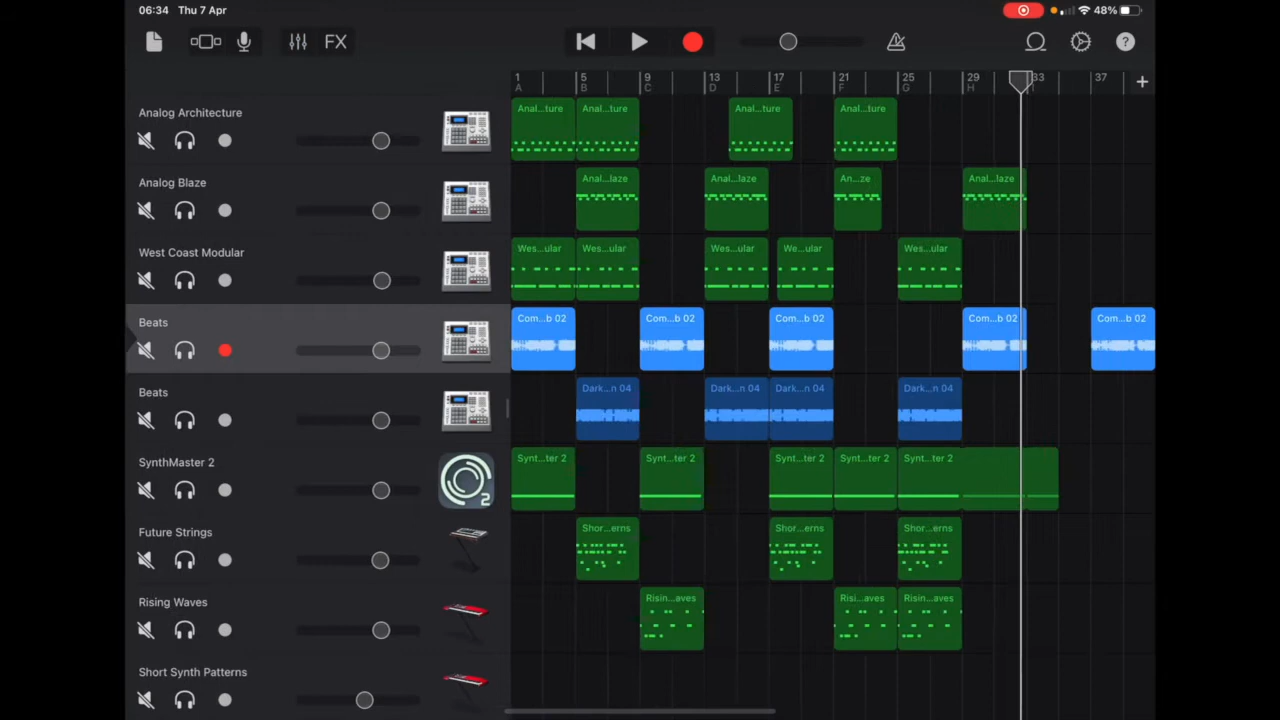 06:34 Thu 7 Apr 48%
FX ?
1 5 9 13 17 21 25 29 33 37 +
A B C D E F G H I
Analog Architecture Anal...ture Anal...ture Anal...ture Anal...ture
Analog Blaze Anal...laze Anal...laze An...ze Anal...laze
West Coast Modular Wes...ular Wes...ular Wes...ular We...ular Wes...ular
Beats Com...b 02 Com...b 02 Com...b 02 Com...b 02 Com...b 02
Beats Dark...n 04 Dark...n 04 Dark...n 04 Dark...n 04
SynthMaster 2 Synt...ter 2 Synt...ter 2 Synt...ter 2 Synt...ter 2 Synt...ter 2
2
Future Strings Shor...erns Shor...erns Shor...erns
Rising Waves Risin...aves Risi...aves Risin...aves
Short Synth Patterns